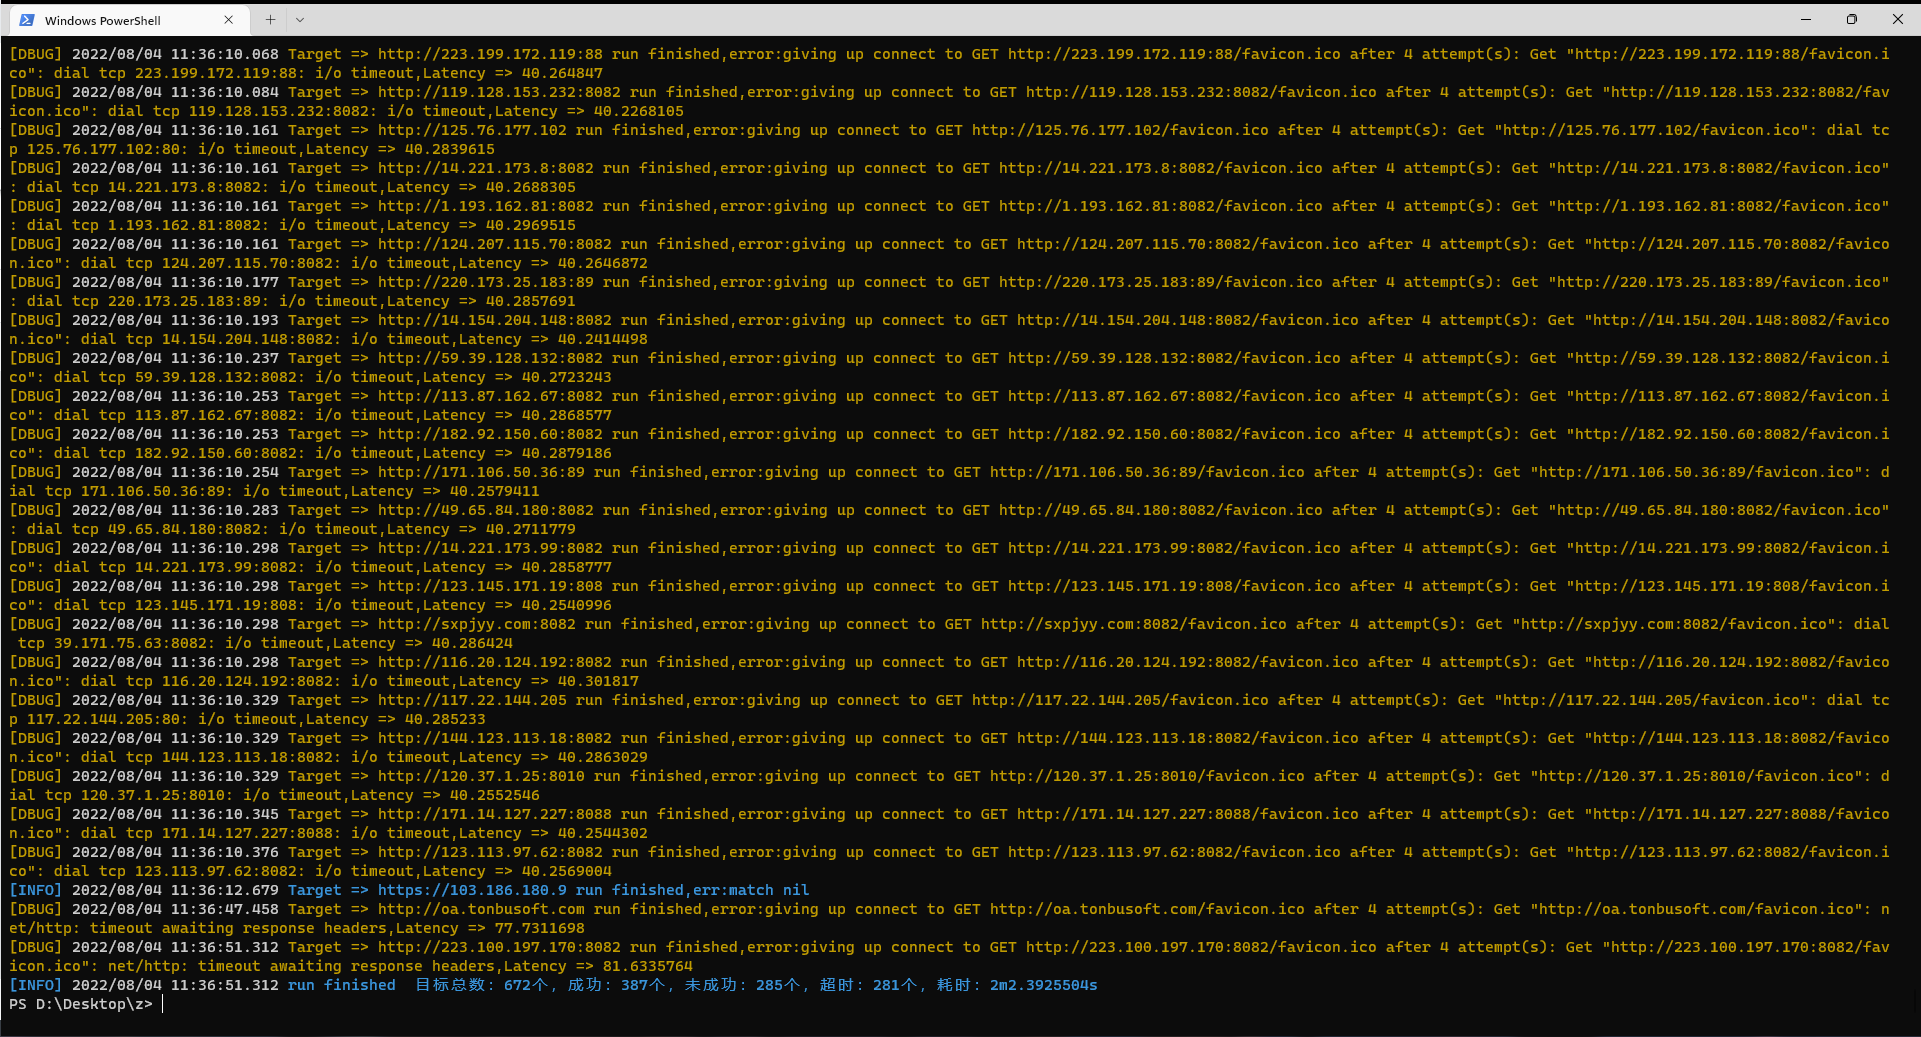 Windows PowerShell
[DBUG] 2022/08/04 11:36:10.068 Target => http://223.199.172.119:88 run finished,error:giving up connect to GET http://223.199.172.119:88/favicon.ico after 4 attempt(s): Get "http://223.199.172.119:88/favicon.i
co": dial tcp 223.199.172.119:88: i/o timeout,Latency => 40.264847
[DBUG] 2022/08/04 11:36:10.084 Target => http://119.128.153.232:8082 run finished,error:giving up connect to GET http://119.128.153.232:8082/favicon.ico after 4 attempt(s): Get "http://119.128.153.232:8082/fav
icon.ico": dial tcp 119.128.153.232:8082: i/o timeout,Latency => 40.2268105
[DBUG] 2022/08/04 11:36:10.161 Target => http://125.76.177.102 run finished,error:giving up connect to GET http://125.76.177.102/favicon.ico after 4 attempt(s): Get "http://125.76.177.102/favicon.ico": dial tc
p 125.76.177.102:80: i/o timeout,Latency => 40.2839615
[DBUG] 2022/08/04 11:36:10.161 Target => http://14.221.173.8:8082 run finished,error:giving up connect to GET http://14.221.173.8:8082/favicon.ico after 4 attempt(s): Get "http://14.221.173.8:8082/favicon.ico"
: dial tcp 14.221.173.8:8082: i/o timeout,Latency => 40.2688305
[DBUG] 2022/08/04 11:36:10.161 Target => http://1.193.162.81:8082 run finished,error:giving up connect to GET http://1.193.162.81:8082/favicon.ico after 4 attempt(s): Get "http://1.193.162.81:8082/favicon.ico"
: dial tcp 1.193.162.81:8082: i/o timeout,Latency => 40.2969515
[DBUG] 2022/08/04 11:36:10.161 Target => http://124.207.115.70:8082 run finished,error:giving up connect to GET http://124.207.115.70:8082/favicon.ico after 4 attempt(s): Get "http://124.207.115.70:8082/favico
n.ico": dial tcp 124.207.115.70:8082: i/o timeout,Latency => 40.2646872
[DBUG] 2022/08/04 11:36:10.177 Target => http://220.173.25.183:89 run finished,error:giving up connect to GET http://220.173.25.183:89/favicon.ico after 4 attempt(s): Get "http://220.173.25.183:89/favicon.ico"
: dial tcp 220.173.25.183:89: i/o timeout,Latency => 40.2857691
[DBUG] 2022/08/04 11:36:10.193 Target => http://14.154.204.148:8082 run finished,error:giving up connect to GET http://14.154.204.148:8082/favicon.ico after 4 attempt(s): Get "http://14.154.204.148:8082/favico
n.ico": dial tcp 14.154.204.148:8082: i/o timeout,Latency => 40.2414498
[DBUG] 2022/08/04 11:36:10.237 Target => http://59.39.128.132:8082 run finished,error:giving up connect to GET http://59.39.128.132:8082/favicon.ico after 4 attempt(s): Get "http://59.39.128.132:8082/favicon.i
co": dial tcp 59.39.128.132:8082: i/o timeout,Latency => 40.2723243
[DBUG] 2022/08/04 11:36:10.253 Target => http://113.87.162.67:8082 run finished,error:giving up connect to GET http://113.87.162.67:8082/favicon.ico after 4 attempt(s): Get "http://113.87.162.67:8082/favicon.i
co": dial tcp 113.87.162.67:8082: i/o timeout,Latency => 40.2868577
[DBUG] 2022/08/04 11:36:10.253 Target => http://182.92.150.60:8082 run finished,error:giving up connect to GET http://182.92.150.60:8082/favicon.ico after 4 attempt(s): Get "http://182.92.150.60:8082/favicon.i
co": dial tcp 182.92.150.60:8082: i/o timeout,Latency => 40.2879186
[DBUG] 2022/08/04 11:36:10.254 Target => http://171.106.50.36:89 run finished,error:giving up connect to GET http://171.106.50.36:89/favicon.ico after 4 attempt(s): Get "http://171.106.50.36:89/favicon.ico": d
ial tcp 171.106.50.36:89: i/o timeout,Latency => 40.2579411
[DBUG] 2022/08/04 11:36:10.283 Target => http://49.65.84.180:8082 run finished,error:giving up connect to GET http://49.65.84.180:8082/favicon.ico after 4 attempt(s): Get "http://49.65.84.180:8082/favicon.ico"
: dial tcp 49.65.84.180:8082: i/o timeout,Latency => 40.2711779
[DBUG] 2022/08/04 11:36:10.298 Target => http://14.221.173.99:8082 run finished,error:giving up connect to GET http://14.221.173.99:8082/favicon.ico after 4 attempt(s): Get "http://14.221.173.99:8082/favicon.i
co": dial tcp 14.221.173.99:8082: i/o timeout,Latency => 40.2858777
[DBUG] 2022/08/04 11:36:10.298 Target => http://123.145.171.19:808 run finished,error:giving up connect to GET http://123.145.171.19:808/favicon.ico after 4 attempt(s): Get "http://123.145.171.19:808/favicon.i
co": dial tcp 123.145.171.19:808: i/o timeout,Latency => 40.2540996
[DBUG] 2022/08/04 11:36:10.298 Target => http://sxpjyy.com:8082 run finished,error:giving up connect to GET http://sxpjyy.com:8082/favicon.ico after 4 attempt(s): Get "http://sxpjyy.com:8082/favicon.ico": dial
 tcp 39.171.75.63:8082: i/o timeout,Latency => 40.286424
[DBUG] 2022/08/04 11:36:10.298 Target => http://116.20.124.192:8082 run finished,error:giving up connect to GET http://116.20.124.192:8082/favicon.ico after 4 attempt(s): Get "http://116.20.124.192:8082/favico
n.ico": dial tcp 116.20.124.192:8082: i/o timeout,Latency => 40.301817
[DBUG] 2022/08/04 11:36:10.329 Target => http://117.22.144.205 run finished,error:giving up connect to GET http://117.22.144.205/favicon.ico after 4 attempt(s): Get "http://117.22.144.205/favicon.ico": dial tc
p 117.22.144.205:80: i/o timeout,Latency => 40.285233
[DBUG] 2022/08/04 11:36:10.329 Target => http://144.123.113.18:8082 run finished,error:giving up connect to GET http://144.123.113.18:8082/favicon.ico after 4 attempt(s): Get "http://144.123.113.18:8082/favico
n.ico": dial tcp 144.123.113.18:8082: i/o timeout,Latency => 40.2863029
[DBUG] 2022/08/04 11:36:10.329 Target => http://120.37.1.25:8010 run finished,error:giving up connect to GET http://120.37.1.25:8010/favicon.ico after 4 attempt(s): Get "http://120.37.1.25:8010/favicon.ico": d
ial tcp 120.37.1.25:8010: i/o timeout,Latency => 40.2552546
[DBUG] 2022/08/04 11:36:10.345 Target => http://171.14.127.227:8088 run finished,error:giving up connect to GET http://171.14.127.227:8088/favicon.ico after 4 attempt(s): Get "http://171.14.127.227:8088/favico
n.ico": dial tcp 171.14.127.227:8088: i/o timeout,Latency => 40.2544302
[DBUG] 2022/08/04 11:36:10.376 Target => http://123.113.97.62:8082 run finished,error:giving up connect to GET http://123.113.97.62:8082/favicon.ico after 4 attempt(s): Get "http://123.113.97.62:8082/favicon.i
co": dial tcp 123.113.97.62:8082: i/o timeout,Latency => 40.2569004
[INFO] 2022/08/04 11:36:12.679 Target => https://103.186.180.9 run finished,err:match nil
[DBUG] 2022/08/04 11:36:47.458 Target => http://oa.tonbusoft.com run finished,error:giving up connect to GET http://oa.tonbusoft.com/favicon.ico after 4 attempt(s): Get "http://oa.tonbusoft.com/favicon.ico": n
et/http: timeout awaiting response headers,Latency => 77.7311698
[DBUG] 2022/08/04 11:36:51.312 Target => http://223.100.197.170:8082 run finished,error:giving up connect to GET http://223.100.197.170:8082/favicon.ico after 4 attempt(s): Get "http://223.100.197.170:8082/fav
icon.ico": net/http: timeout awaiting response headers,Latency => 81.6335764
[INFO] 2022/08/04 11:36:51.312 run finished  目标总数: 672个, 成功: 387个, 未成功: 285个, 超时: 281个, 耗时: 2m2.3925504s
PS D:\Desktop\z>